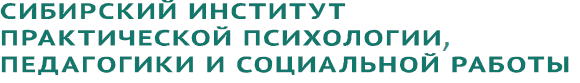 СИБИРСКИЙ ИНСТИТУТ
ПРАКТИЧЕСКОЙ ПСИХОЛОГИИ,
ПЕДАГОГИКИ И СОЦИАЛЬНОЙ РАБОТЫ